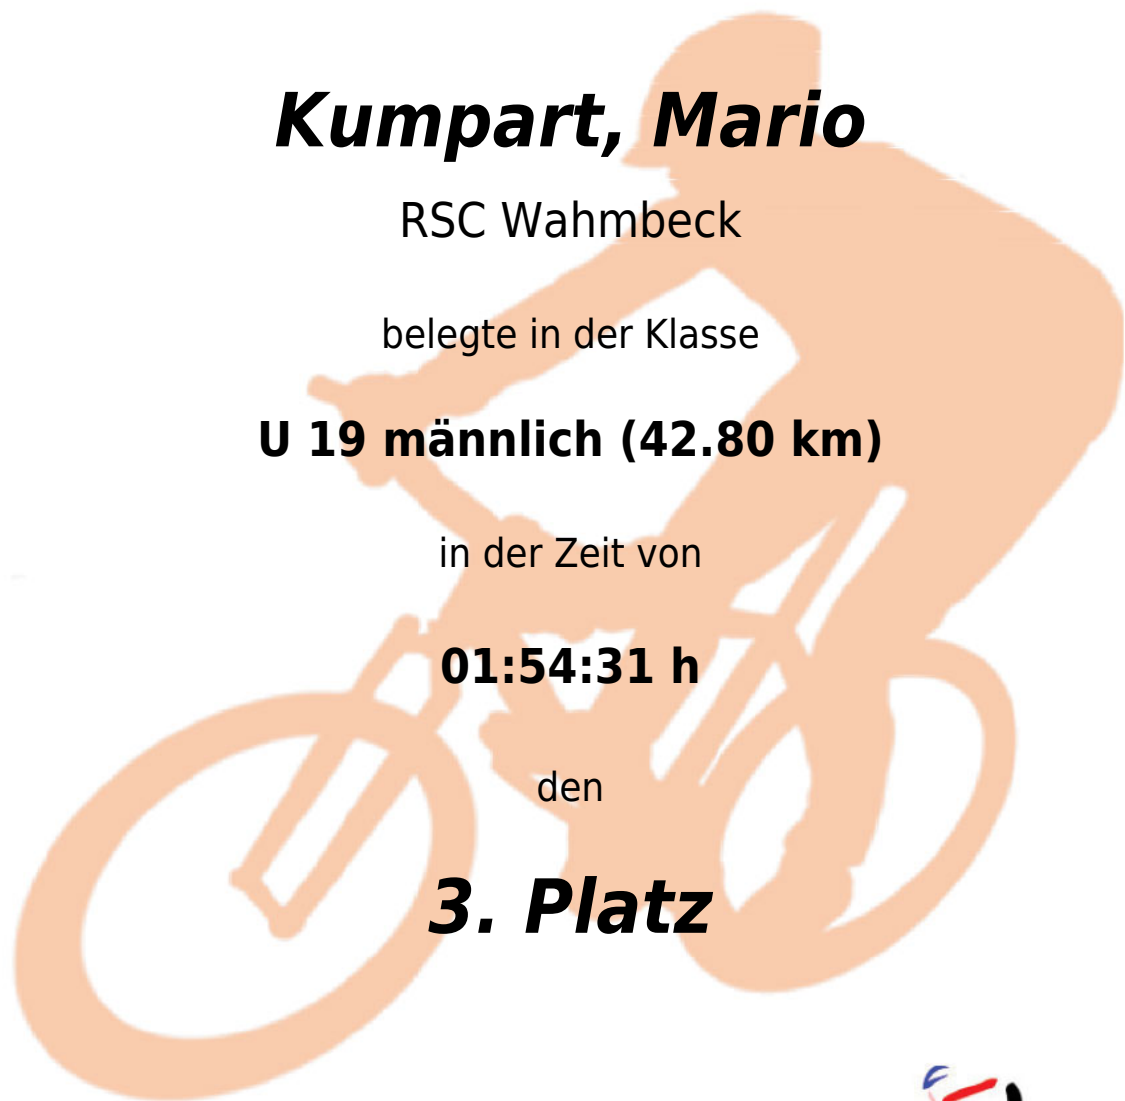 Kumpart, Mario
RSC Wahmbeck
belegte in der Klasse
U 19 männlich (42.80 km)
in der Zeit von
01:54:31 h
den
3. Platz